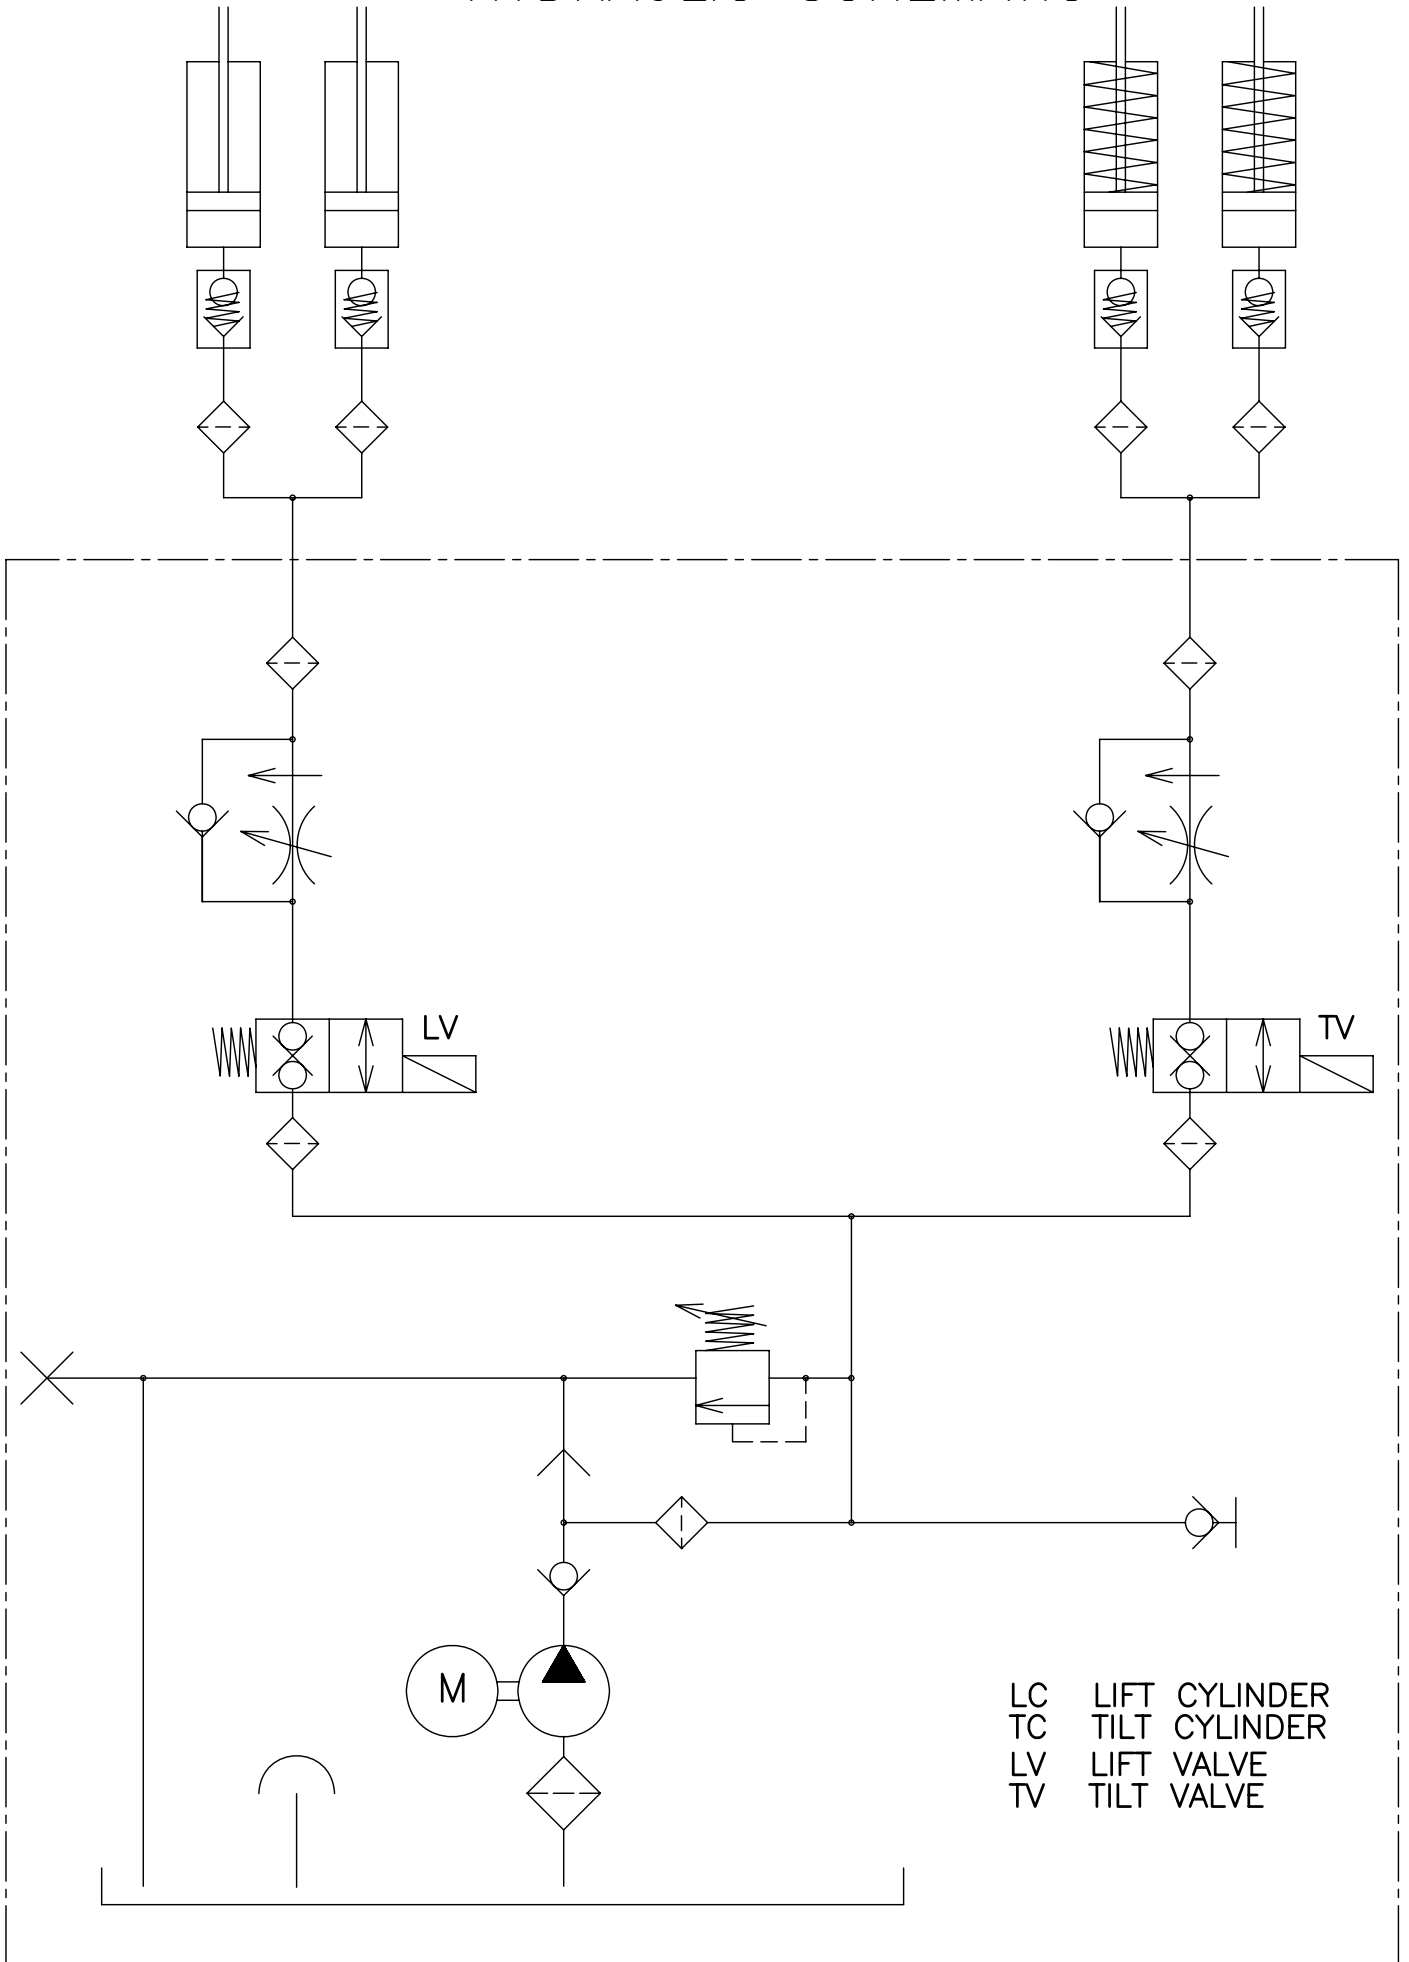 LV
TV
M
LC LIFT CYLINDER
TC TILT CYLINDER
LV LIFT VALVE
TV TILT VALVE